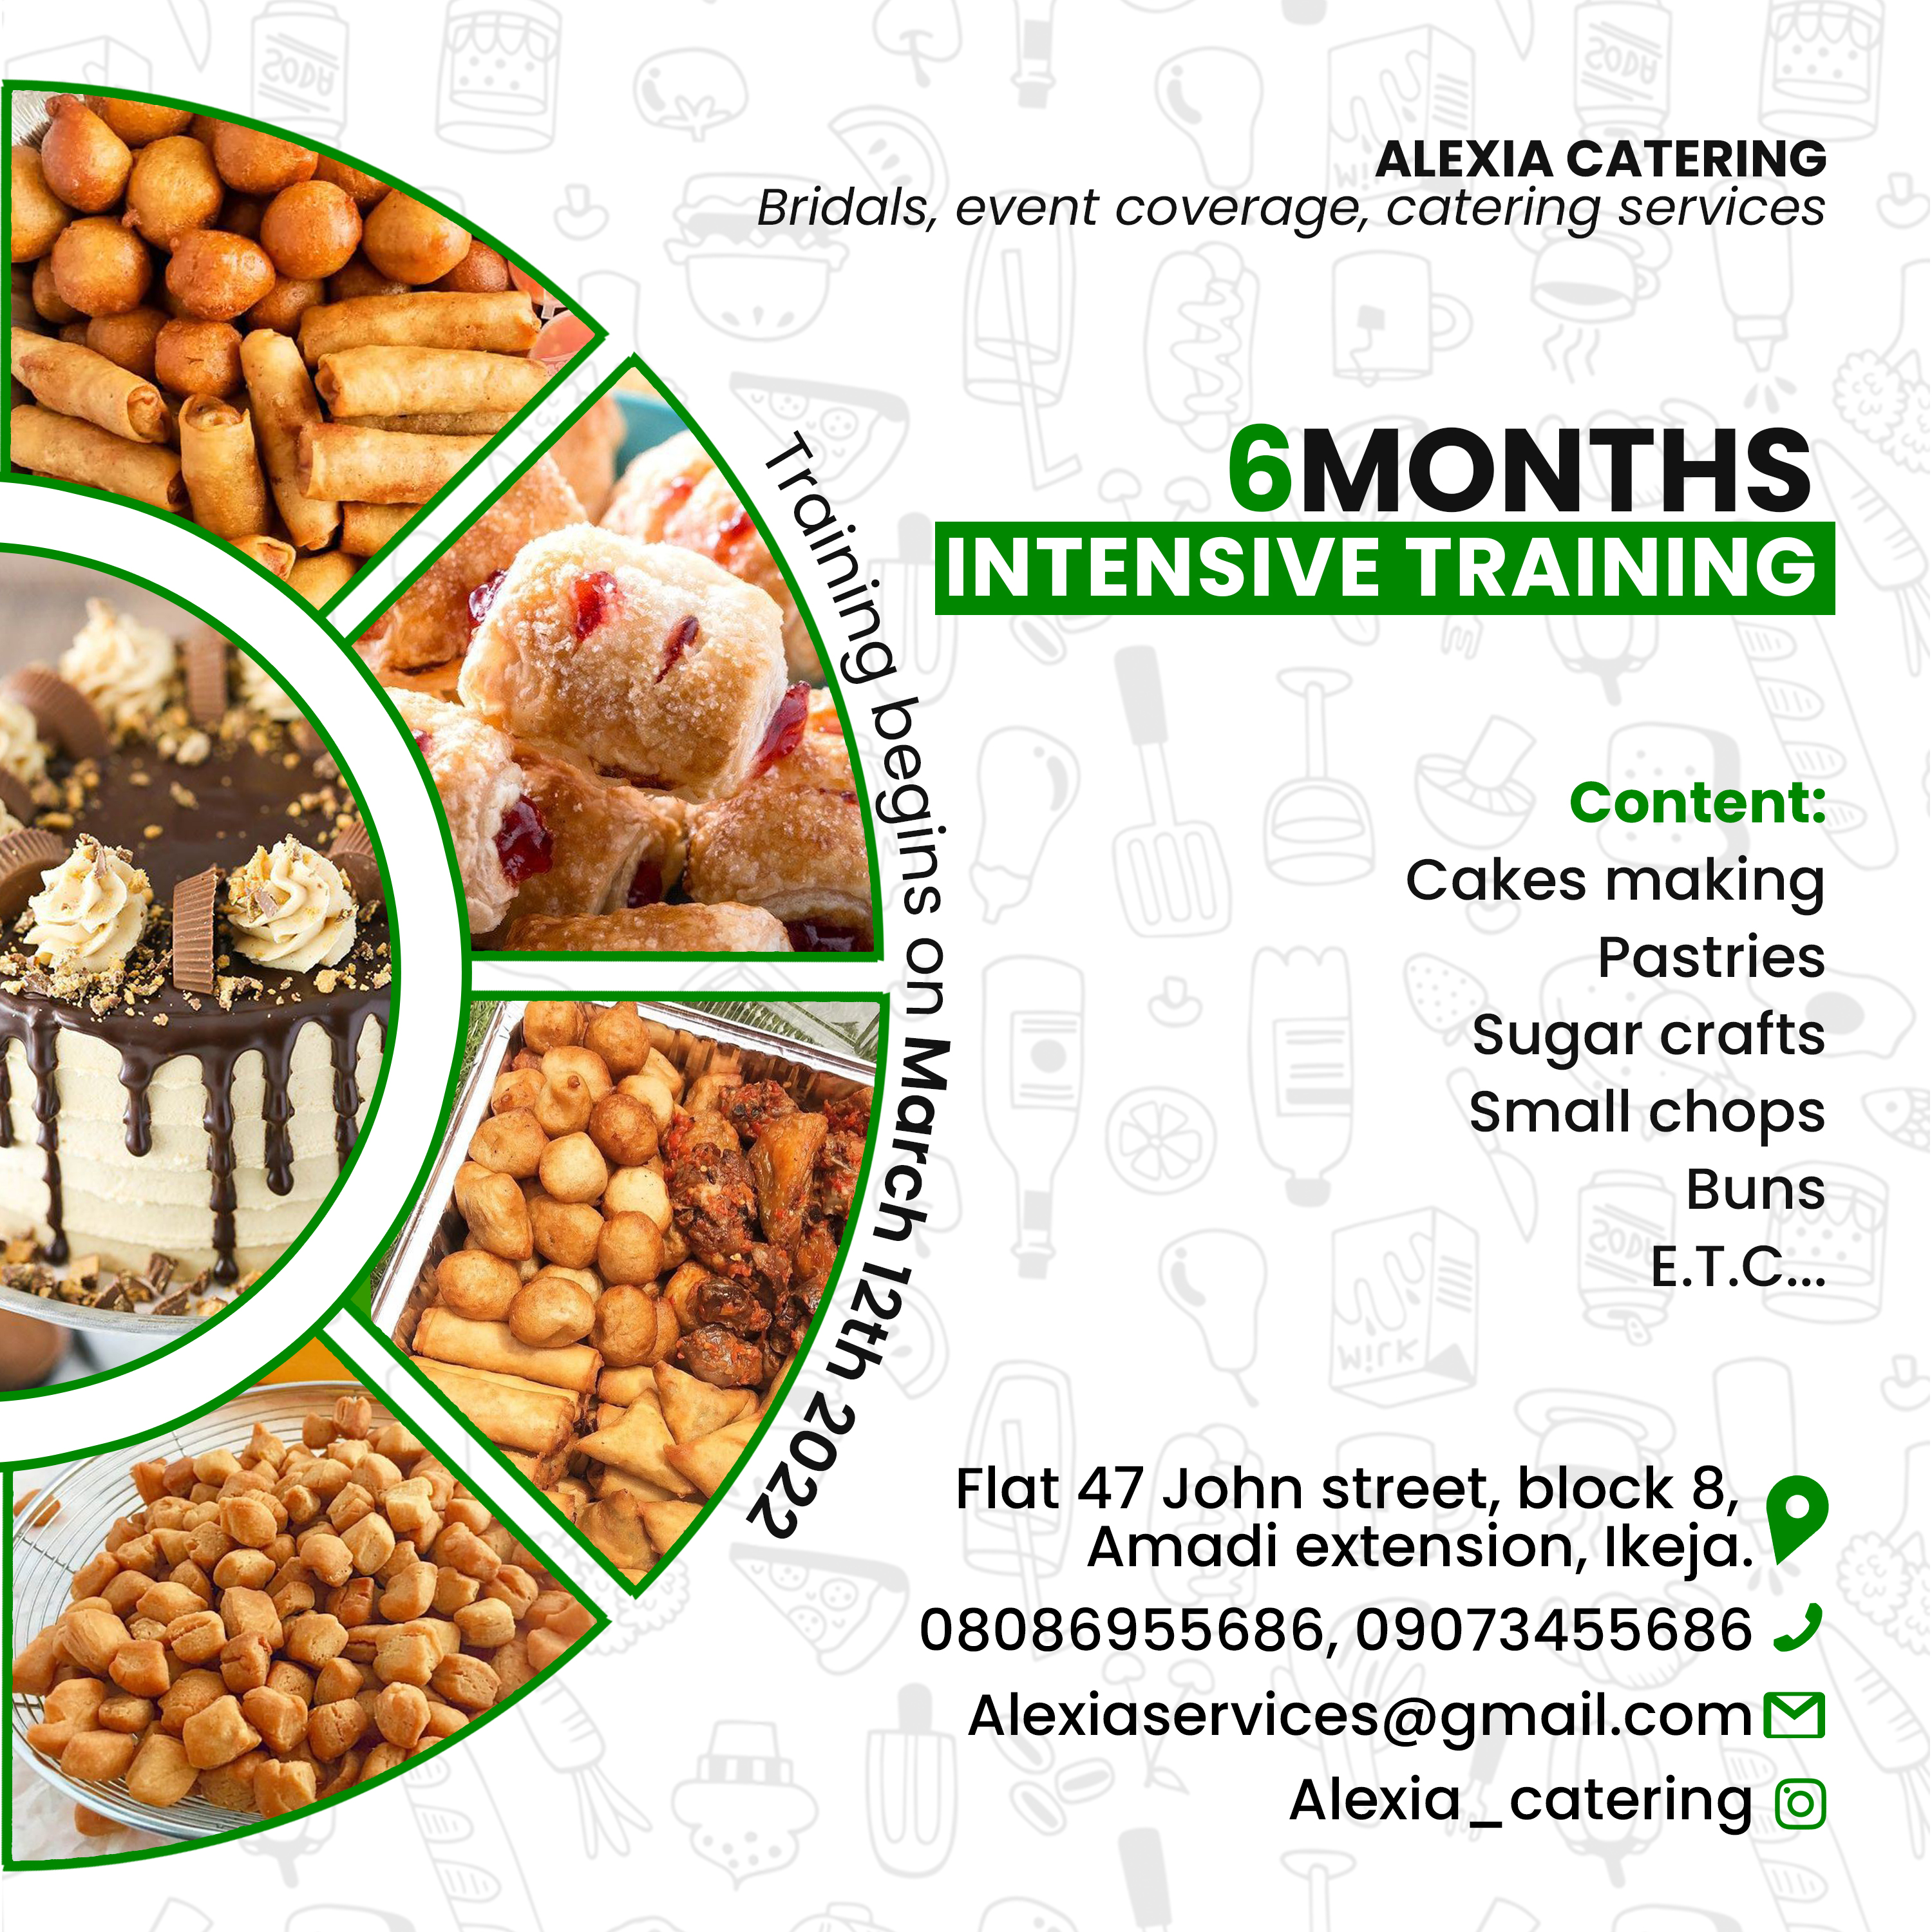 ALEXIA CATERING
Bridals, event coverage, catering services
6MONTHS
INTENSIVE TRAINING
Training begins on March 12th 2022
Content:
Cakes making
Pastries
Sugar crafts
Small chops
Buns
E.T.C...
Flat 47 John street, block 8,
Amadi extension, Ikeja.
08086955686, 09073455686
Alexiaservices@gmail.com
Alexia_catering